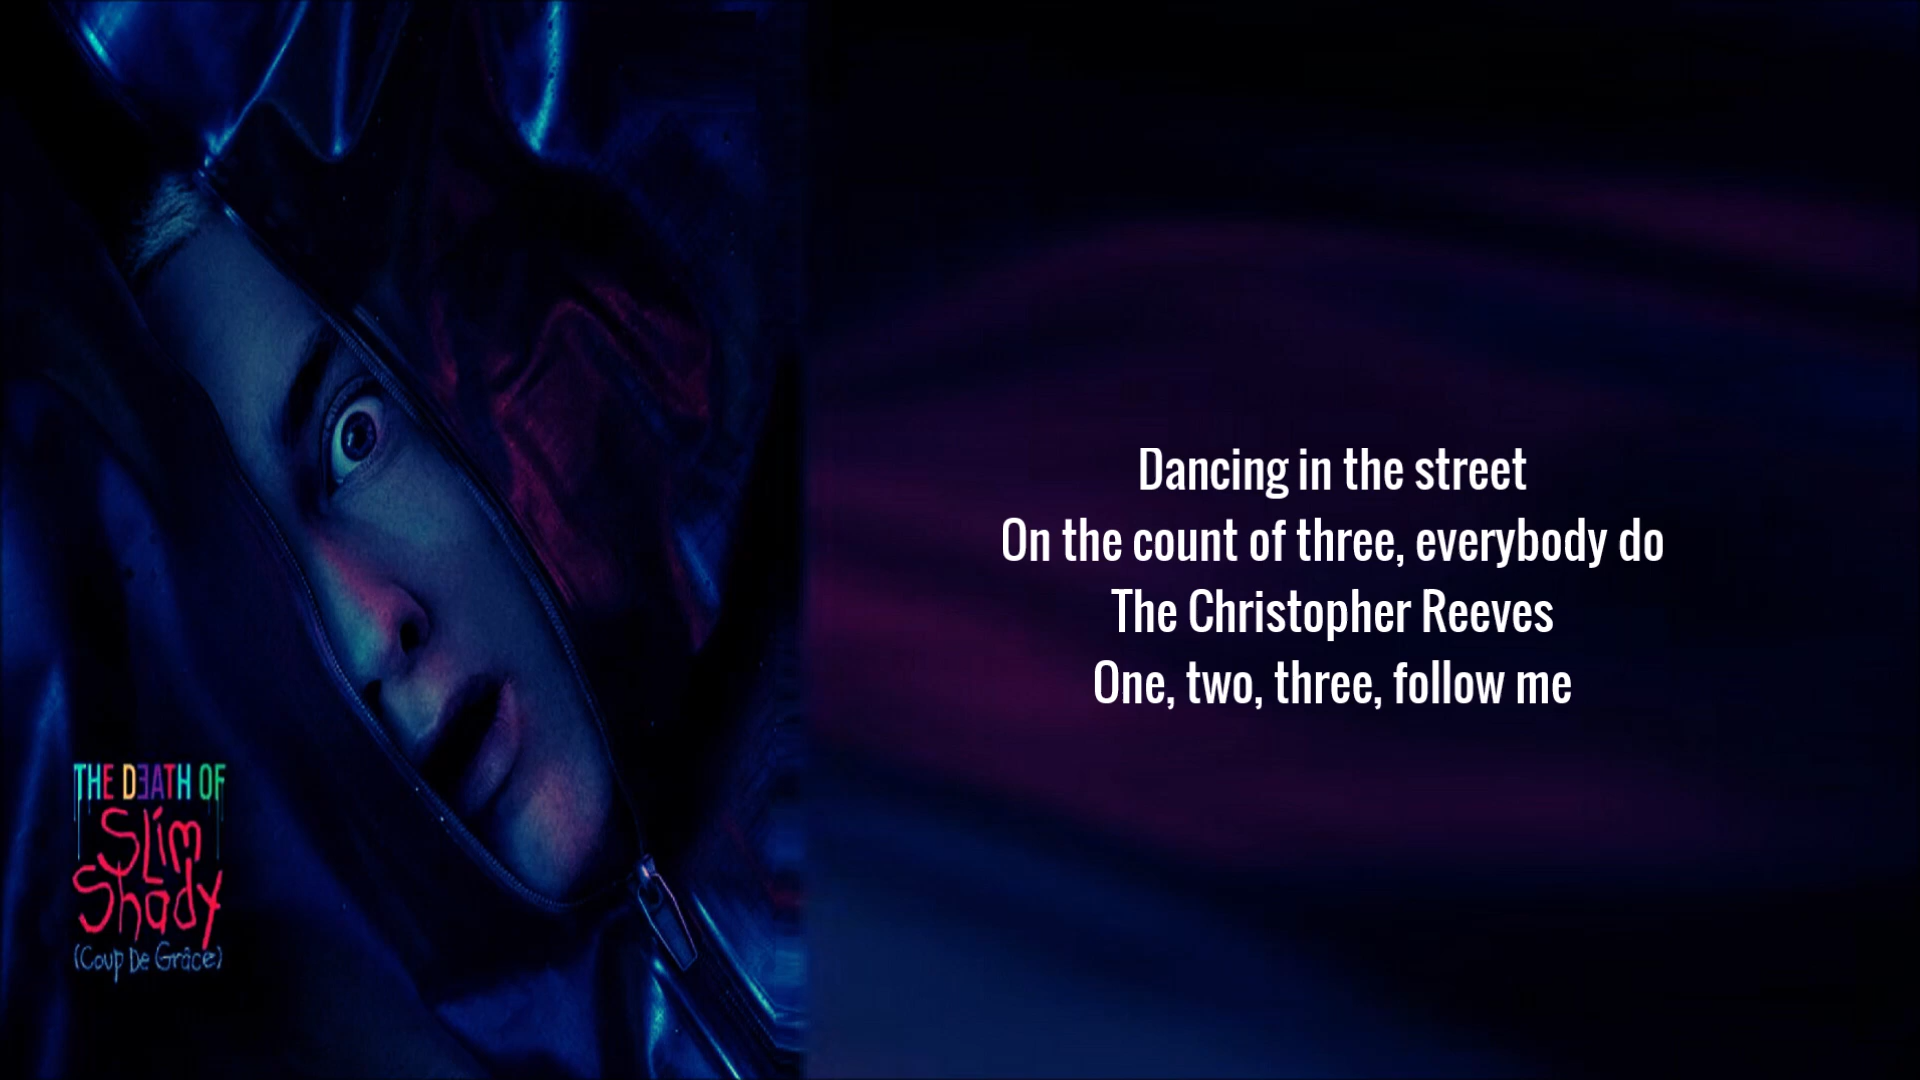 THE DEATH OF
Slim
Shady
(Coup De Grâce)
Dancing in the street
On the count of three, everybody do
The Christopher Reeves
One, two, three, follow me